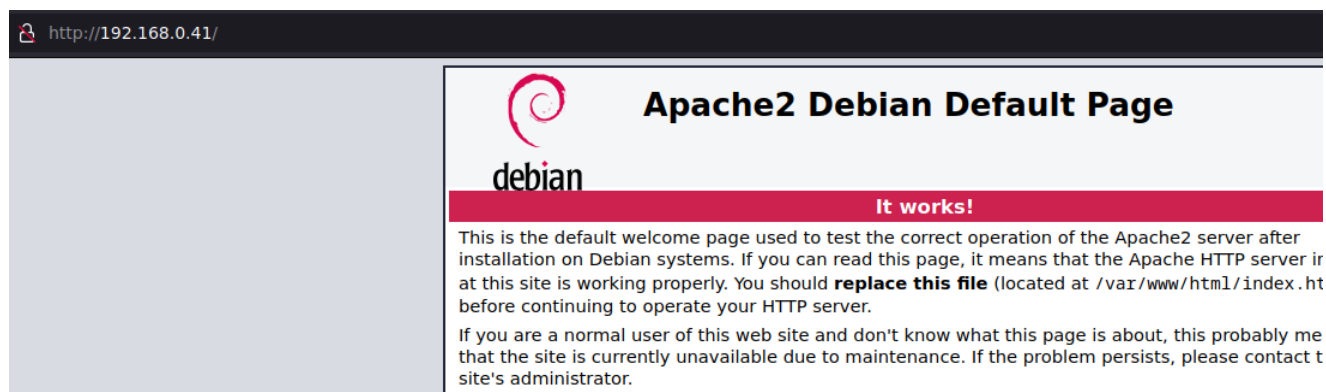 http://192.168.0.41/
Apache2 Debian Default Page
debian
It works!
This is the default welcome page used to test the correct operation of the Apache2 server after
installation on Debian systems. If you can read this page, it means that the Apache HTTP server
at this site is working properly. You should replace this file (located at /var/www/html/index.ht
before continuing to operate your HTTP server.
If you are a normal user of this web site and don't know what this page is about, this probably
that the site is currently unavailable due to maintenance. If the problem persists, please contact
site's administrator.